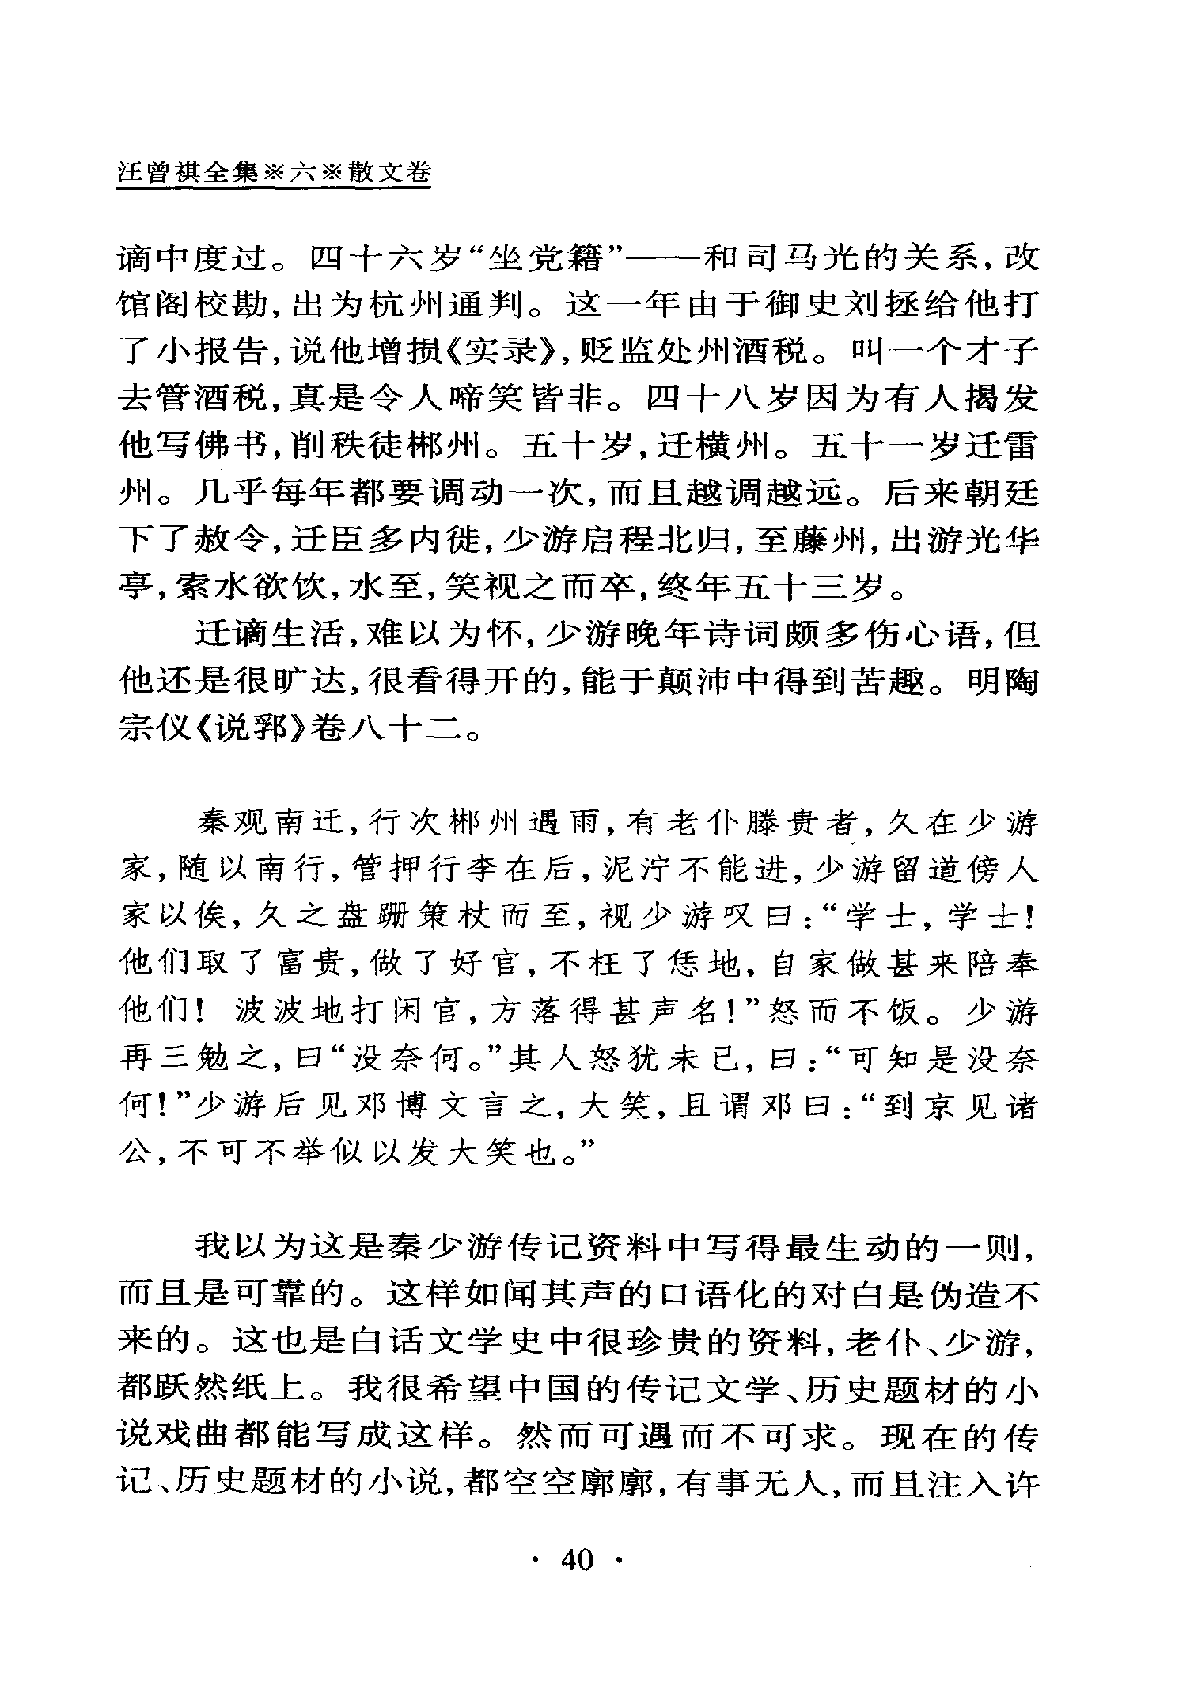 汪曾祺全集※六※散文卷
谪中度过。四十六岁“坐党籍”——和司马光的关系,改
馆阁校勘,出为杭州通判。这一年由于御史刘拯给他打
了小报告,说他增损《实录》,贬监处州酒税。叫一个才子
去管酒税,真是令人啼笑皆非。四十八岁因为有人揭发
他写佛书,削秩徒郴州。五十岁,迁横州。五十一岁迁雷
州。几乎每年都要调动一次,而且越调越远。后来朝廷
下了赦令,迁臣多内徙,少游启程北归,至藤州,出游光华
亭,索水欲饮,水至,笑视之而卒,终年五十三岁。
迁谪生活,难以为怀,少游晚年诗词颇多伤心语,但
他还是很旷达,很看得开的,能于颠沛中得到苦趣。明陶
宗仪《说郛》卷八十二。
秦观南迁,行次郴州遇雨,有老仆滕贵者,久在少游
家,随以南行,管押行李在后,泥泞不能进,少游留道傍人
家以俟,久之盘跚策杖而至,视少游叹曰:“学士,学士!
他们取了富贵,做了好官,不枉了恁地,自家做甚来陪奉
他们!波波地打闲官,方落得甚声名!”怒而不饭。少游
再三勉之,曰“没奈何。”其人怒犹未已,曰:“可知是没奈
何!”少游后见邓博文言之,大笑,且谓邓曰:“到京见诸
公,不可不举似以发大笑也。”
我以为这是秦少游传记资料中写得最生动的一则,
而且是可靠的。这样如闻其声的口语化的对白是伪造不
来的。这也是白话文学史中很珍贵的资料,老仆、少游,
都跃然纸上。我很希望中国的传记文学、历史题材的小
说戏曲都能写成这样。然而可遇而不可求。现在的传
记、历史题材的小说,都空空廓廓,有事无人,而且注入许
· 40 ·